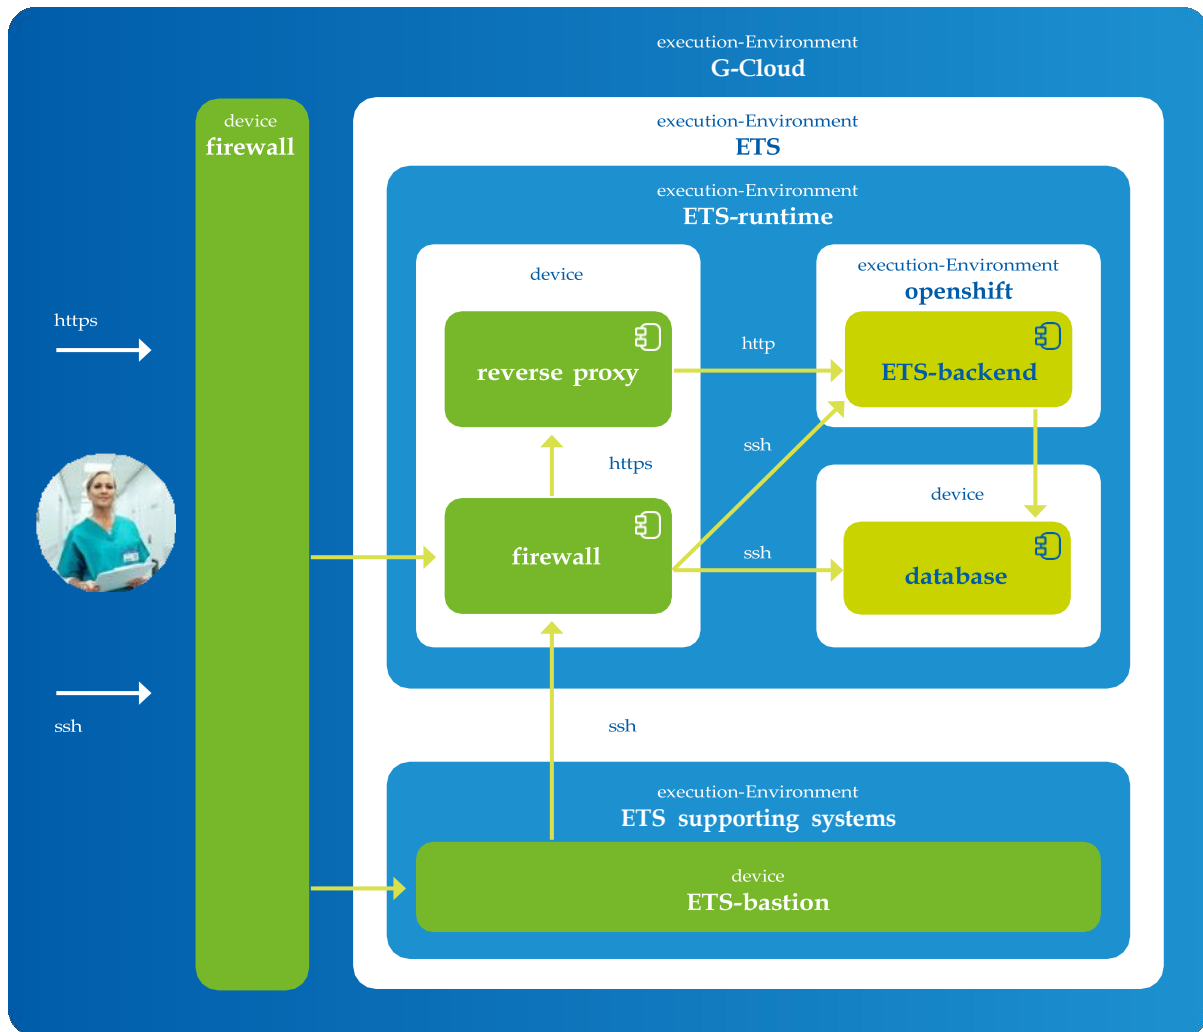 execution-Environment
G-Cloud
device
firewall
execution-Environment
ETS
execution-Environment
ETS-runtime
device
execution-Environment
openshift
https
reverse proxy
http
ETS-backend
ssh
https
device
firewall
ssh
database
ssh
ssh
execution-Environment
ETS supporting systems
device
ETS-bastion